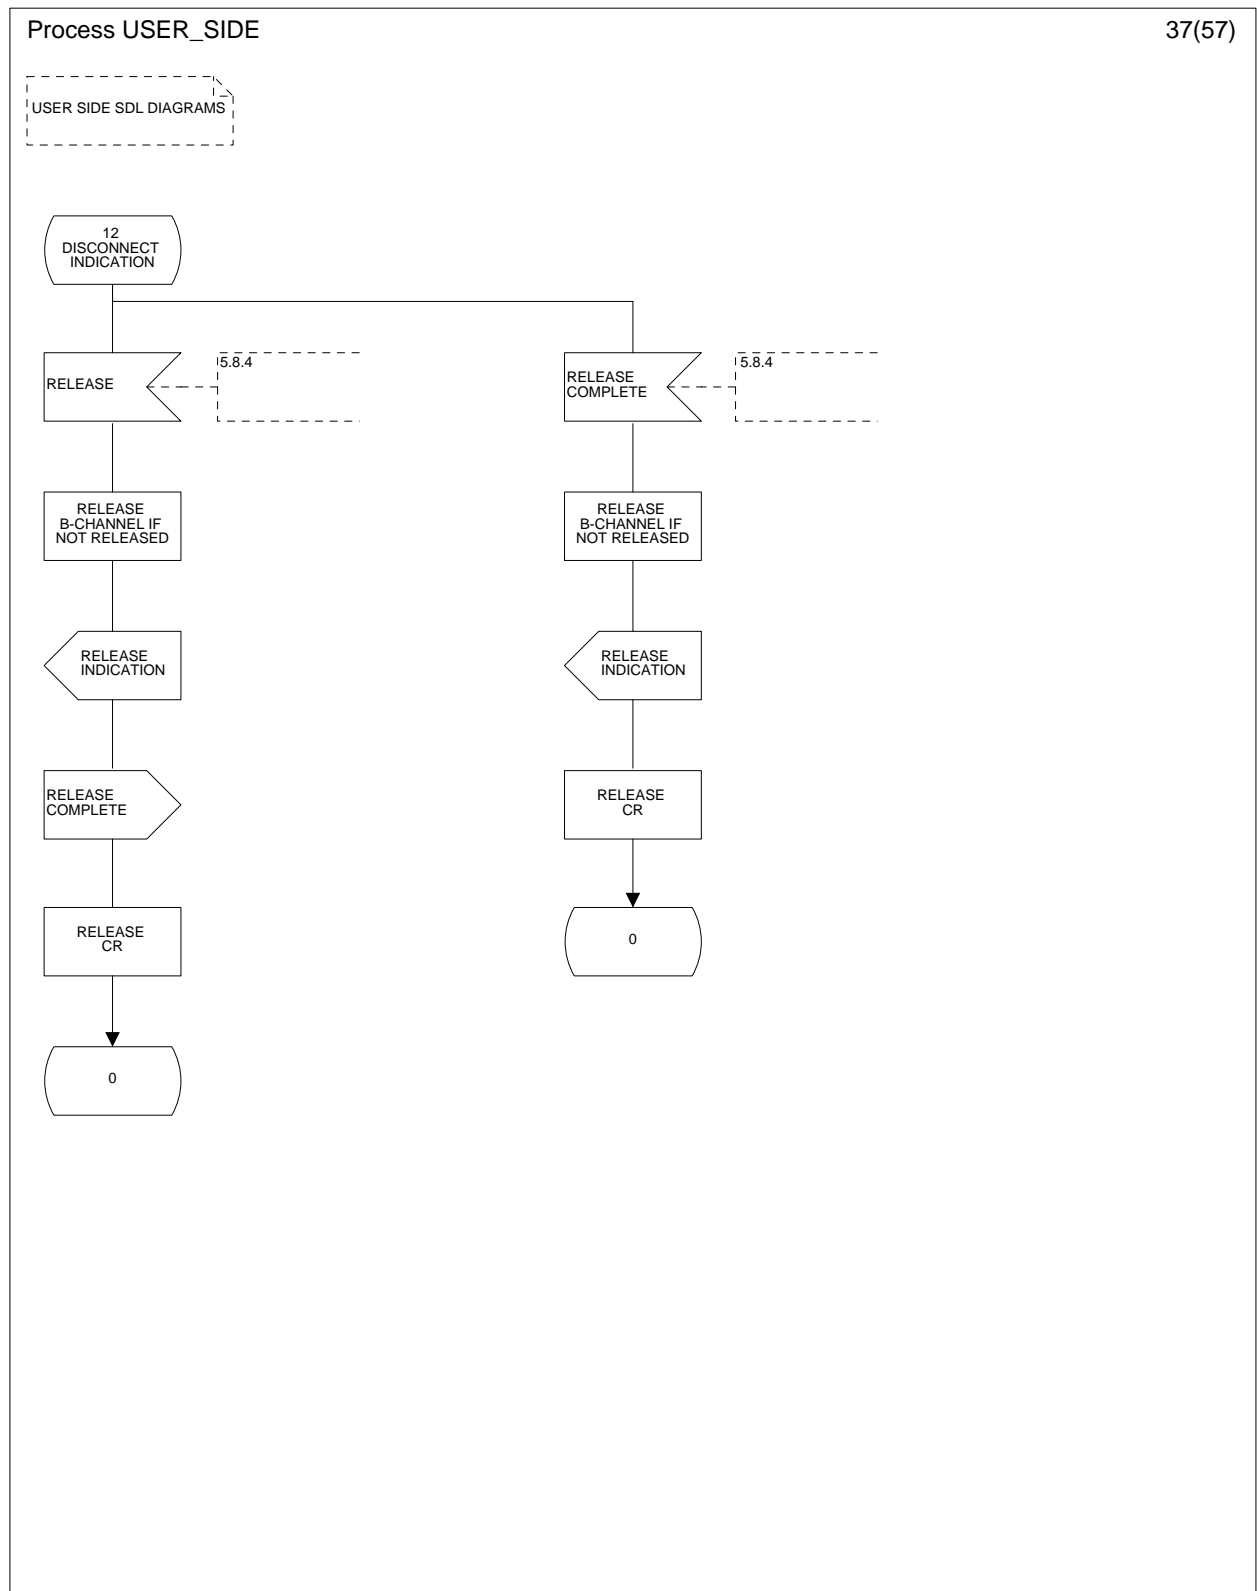 Process USER_SIDE
37(57)
USER SIDE SDL DIAGRAMS
12
DISCONNECT
INDICATION
RELEASE
5.8.4
RELEASE
COMPLETE
5.8.4
RELEASE
B-CHANNEL IF
NOT RELEASED
RELEASE
B-CHANNEL IF
NOT RELEASED
RELEASE
INDICATION
RELEASE
INDICATION
RELEASE
COMPLETE
RELEASE
CR
RELEASE
CR
0
0